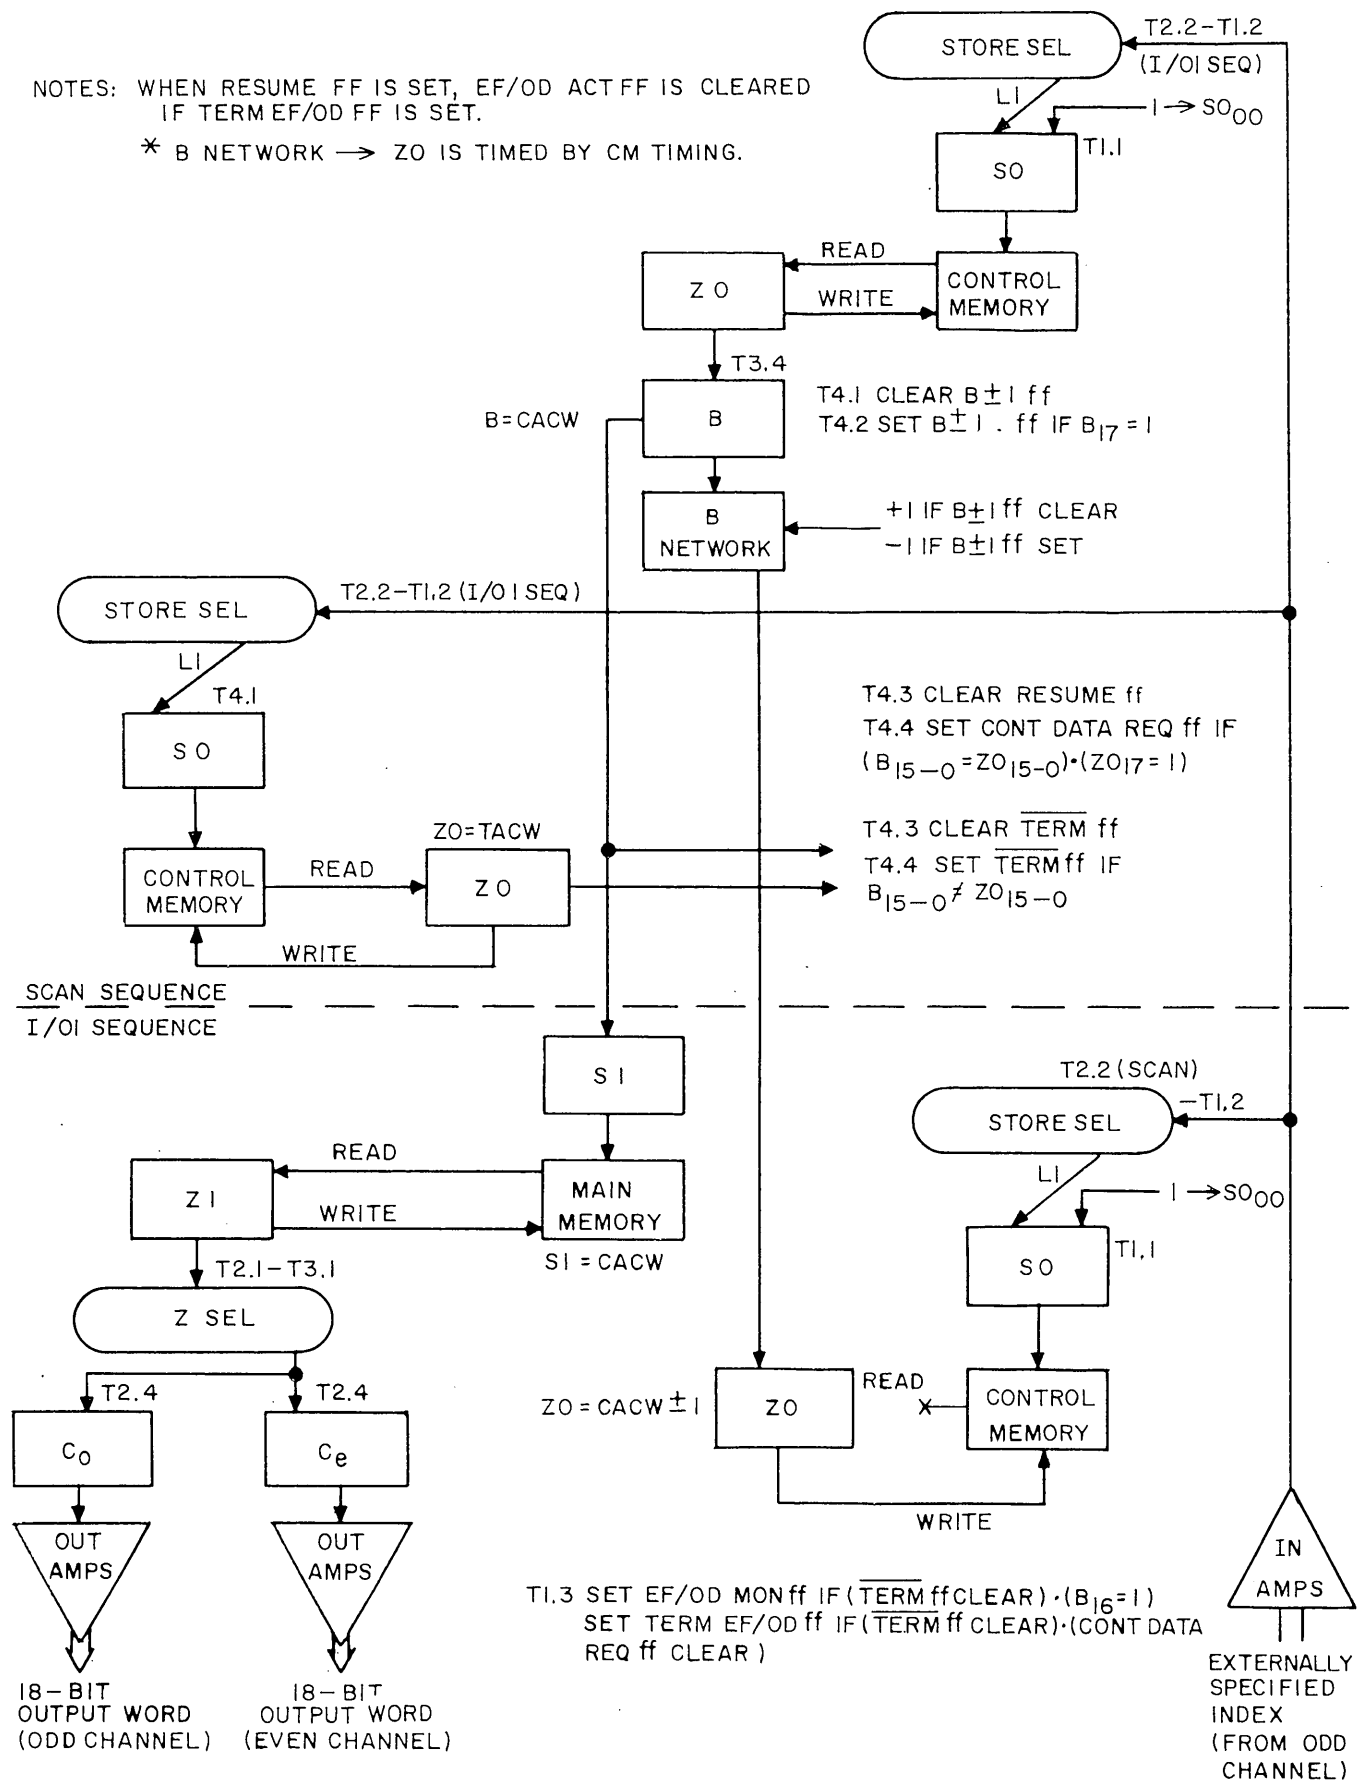 STORE SEL
T2.2-T1.2
(I/O1 SEQ)
NOTES: WHEN RESUME FF IS SET, EF/OD ACT FF IS CLEARED
IF TERM EF/OD FF IS SET.
* B NETWORK → ZO IS TIMED BY CM TIMING.
L1
1 → SO00
T1.1
SO
READ
ZO
WRITE
CONTROL
MEMORY
T3.4
B=CACW
B
T4.1 CLEAR B±1 ff
T4.2 SET B±1 . ff IF B17 = 1
B
NETWORK
+1 IF B±1 ff CLEAR
-1 IF B±1 ff SET
STORE SEL
T2.2-T1.2 (I/O1 SEQ)
L1
T4.1
SO
T4.3 CLEAR RESUME ff
T4.4 SET CONT DATA REQ ff IF
(B15-0 = ZO15-0)·(ZO17 = 1)
ZO=TACW
CONTROL
MEMORY
READ
ZO
WRITE
T4.3 CLEAR T̅E̅R̅M̅ ff
T4.4 SET T̅E̅R̅M̅ ff IF
B15-0 ≠ ZO15-0
SCAN SEQUENCE
I/O1 SEQUENCE
S1
T2.2 (SCAN)
-T1.2
STORE SEL
READ
Z1
WRITE
MAIN
MEMORY
S1 = CACW
L1
1 → SO00
T1.1
SO
T2.1-T3.1
Z SEL
T2.4
T2.4
Co
Ce
ZO = CACW ± 1
ZO
READ
CONTROL
MEMORY
WRITE
OUT
AMPS
OUT
AMPS
IN
AMPS
T1.3 SET EF/OD MON ff IF (T̅E̅R̅M̅ ff CLEAR)·(B16=1)
SET TERM EF/OD ff IF (T̅E̅R̅M̅ ff CLEAR)·(CONT DATA
REQ ff CLEAR)
18-BIT
OUTPUT WORD
(ODD CHANNEL)
18-BIT
OUTPUT WORD
(EVEN CHANNEL)
EXTERNALLY
SPECIFIED
INDEX
(FROM ODD
CHANNEL)